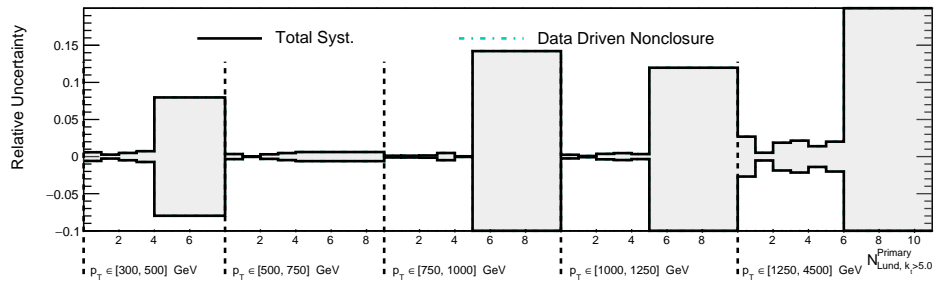 Relative Uncertainty
Total Syst.
Data Driven Nonclosure
0.15
0.1
0.05
0
−0.05
−0.1
2 4 6 2 4 6 8 2 4 6 8 2 4 6 8 2 4 6 8 10
p_T ∈ [300, 500] GeV p_T ∈ [500, 750] GeV p_T ∈ [750, 1000] GeV p_T ∈ [1000, 1250] GeV p_T ∈ [1250, 4500] GeV N^Primary_Lund, k_t>5.0